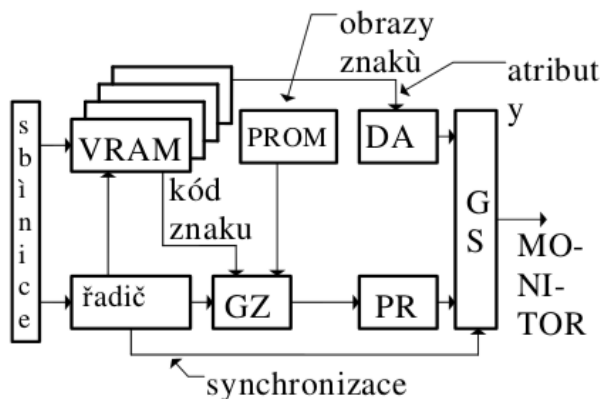 obrazy
znakù
atribut
y
s
b
ì
r
n
i
c
e
VRAM
PROM
DA
kód
znaku
G
S
MO-
NI-
TOR
řadič
GZ
PR
synchronizace